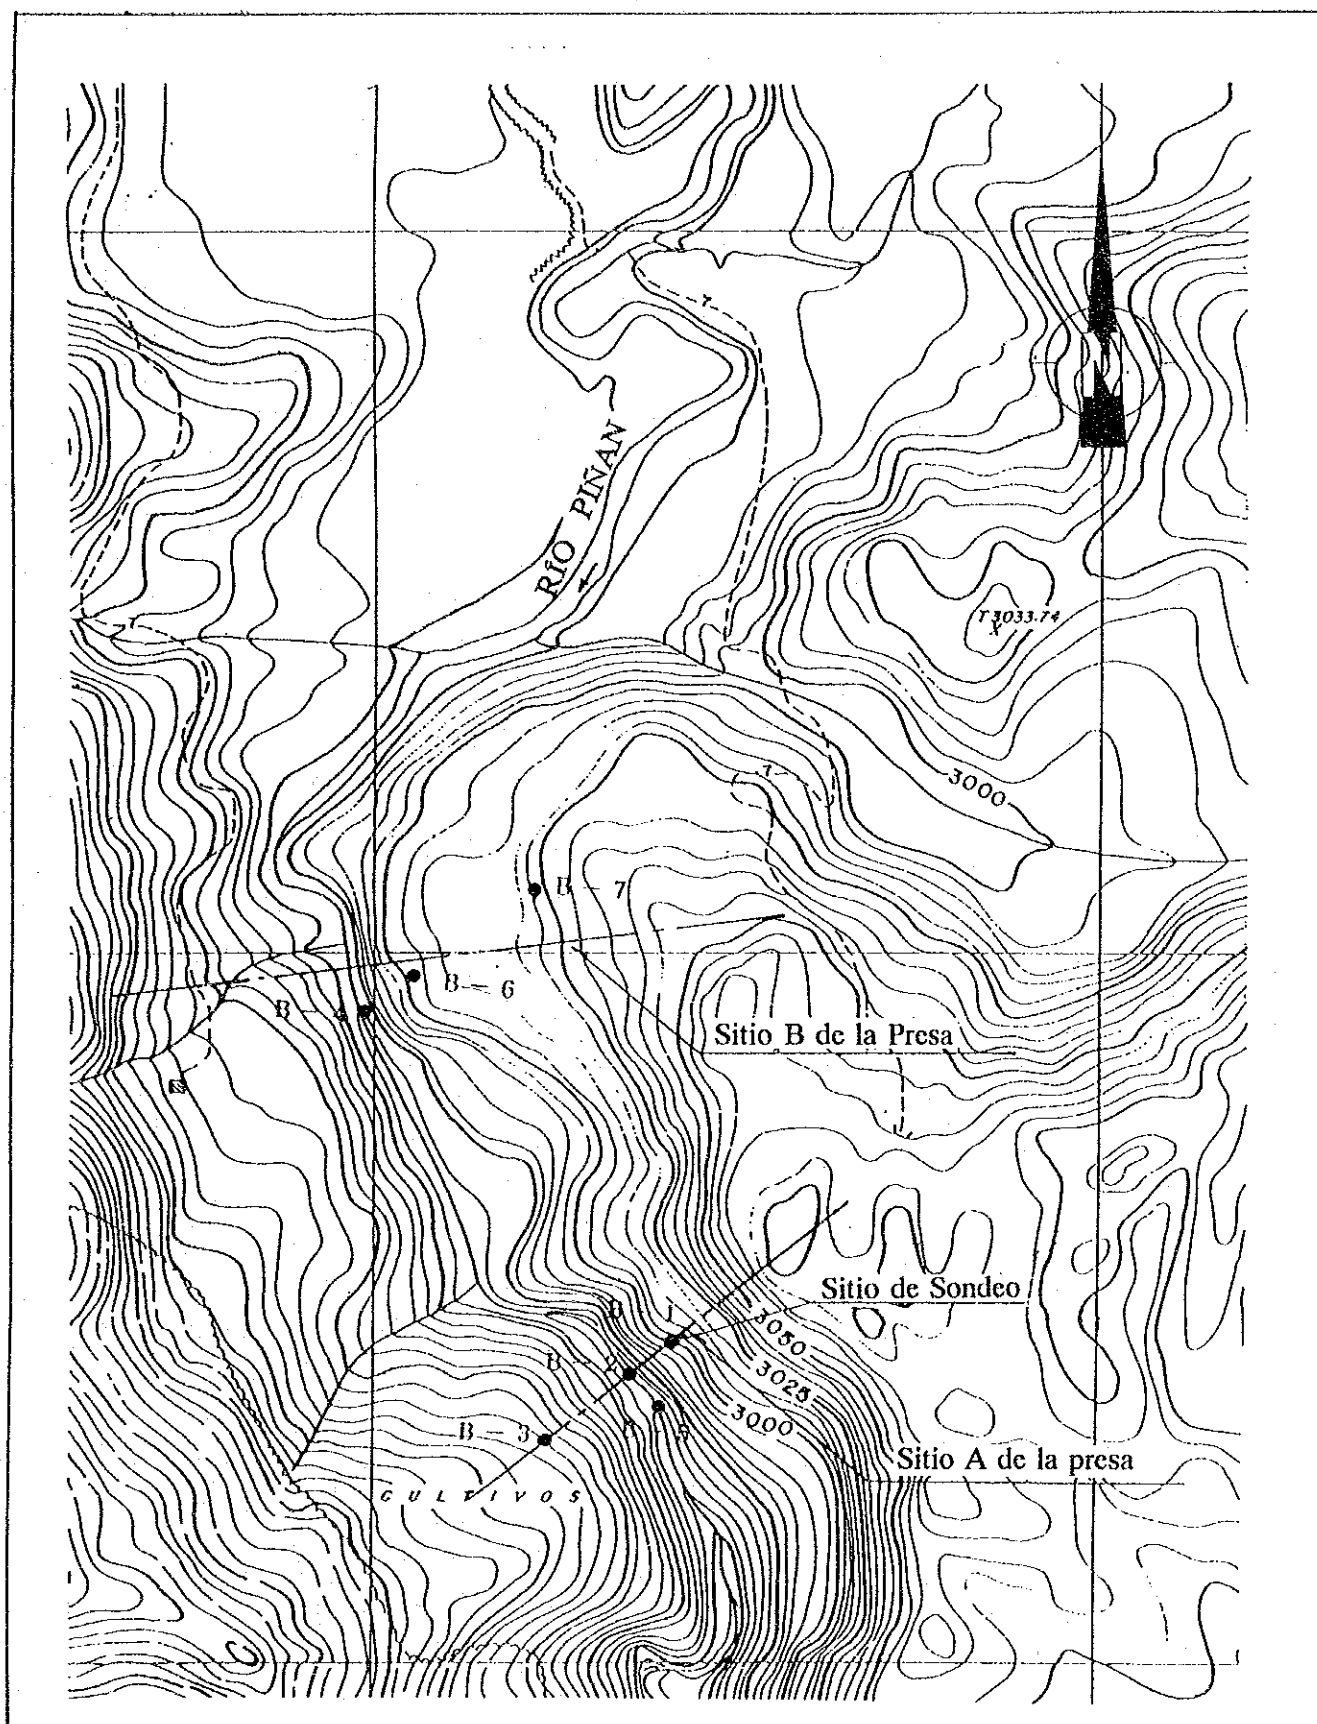 RÍO PIÑAN
T 3033.74
3000
B – 7
B – 6
B – 4
Sitio B de la Presa
Sitio de Sondeo
B – 1
3050
B – 2
3025
3000
B – 3
B – 5
Sitio A de la presa
CULTIVOS